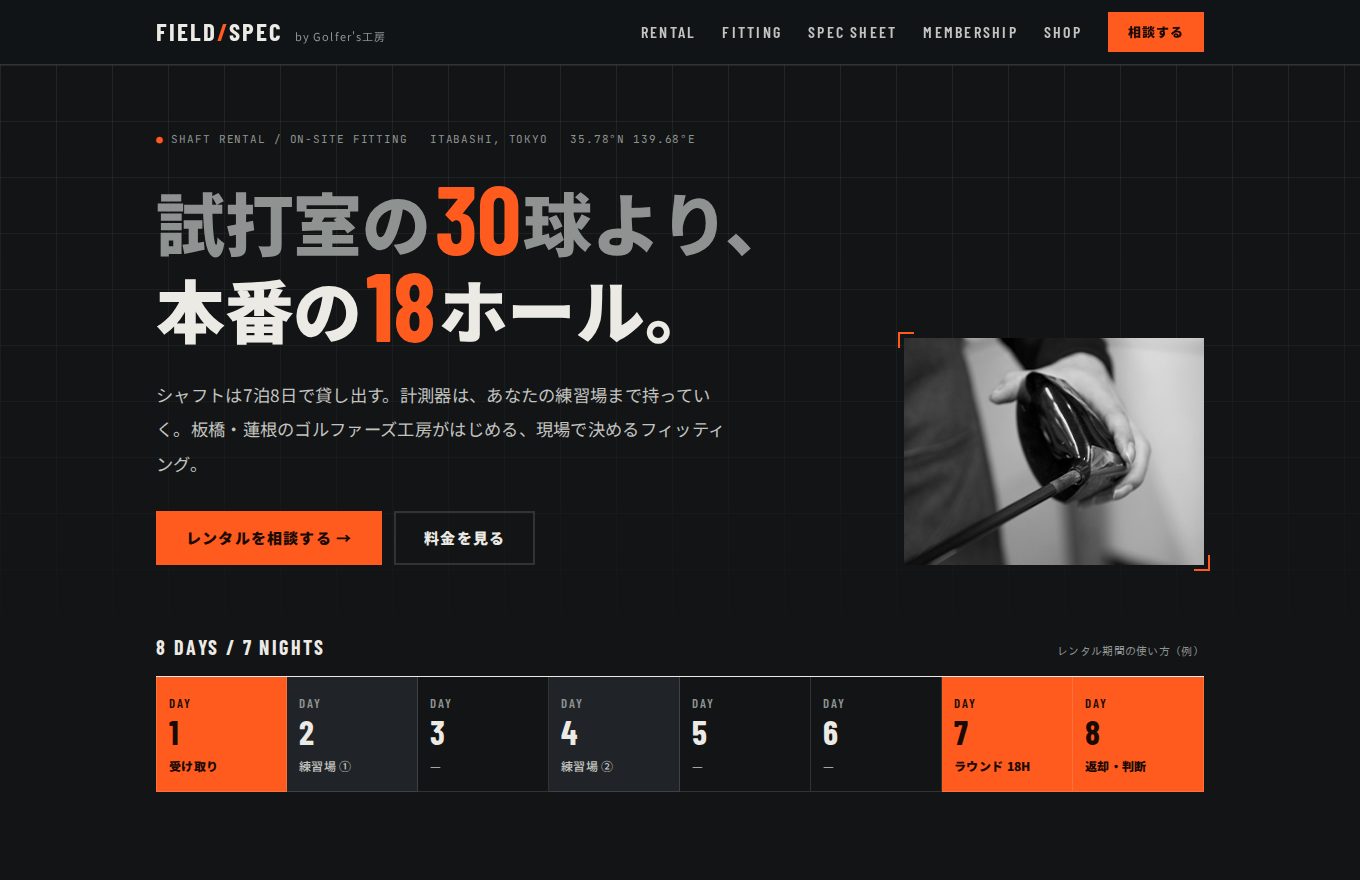 FIELD/SPEC by Golfer's工房
RENTAL FITTING SPEC SHEET MEMBERSHIP SHOP 相談する
SHAFT RENTAL / ON-SITE FITTING ITABASHI, TOKYO 35.78°N 139.68°E
試打室の30球より、
本番の18ホール。
シャフトは7泊8日で貸し出す。計測器は、あなたの練習場まで持ってい
く。板橋・蓮根のゴルファーズ工房がはじめる、現場で決めるフィッティ
ング。
レンタルを相談する → 料金を見る
8 DAYS / 7 NIGHTS レンタル期間の使い方（例）
DAY DAY DAY DAY DAY DAY DAY DAY
1 2 3 4 5 6 7 8
受け取り 練習場 ① — 練習場 ② — — ラウンド 18H 返却・判断